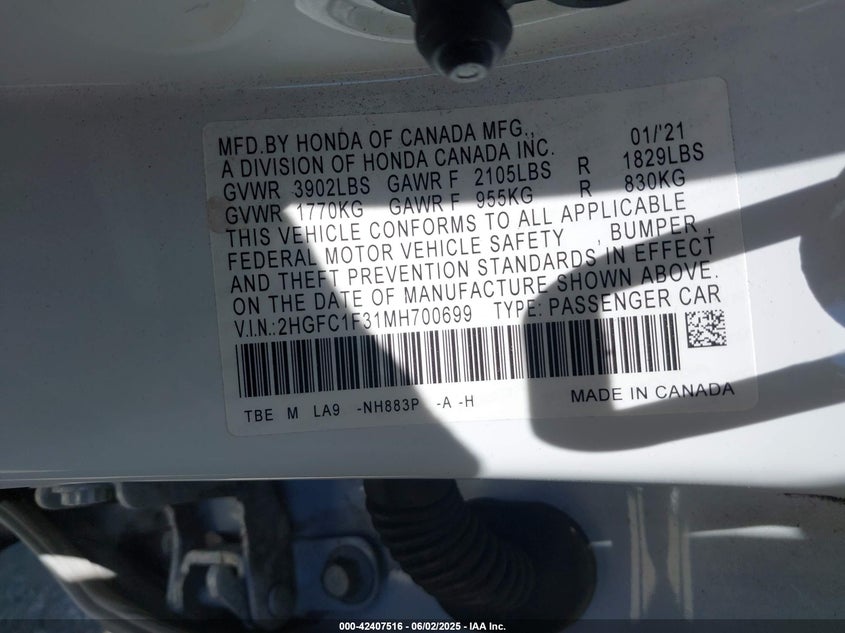 MFD.BY HONDA OF CANADA MFG., 01/'21
A DIVISION OF HONDA CANADA INC.
GVWR 3902LBS GAWR F 2105LBS R 1829LBS
GVWR 1770KG GAWR F 955KG R 830KG
THIS VEHICLE CONFORMS TO ALL APPLICABLE
FEDERAL MOTOR VEHICLE SAFETY , BUMPER ,
AND THEFT PREVENTION STANDARDS IN EFFECT
ON THE DATE OF MANUFACTURE SHOWN ABOVE.
V.I.N.:2HGFC1F31MH700699 TYPE: PASSENGER CAR
TBE M LA9 -NH883P -A -H MADE IN CANADA
000-42407516 - 06/02/2025 - IAA Inc.